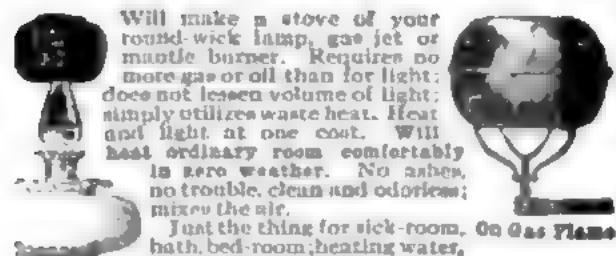 Will make a stove of your
round-wick lamp, gas jet or
mantle burner. Requires no
more gas or oil than for light;
does not lessen volume of light;
simply utilizes waste heat. Heat
and light at one cost. Will
heat ordinary room comfortably
in zero weather. No ashes,
no trouble, clean and odorless;
mixes the air.
Just the thing for sick-room,
bath, bed-room; heating water,
On Gas Flame